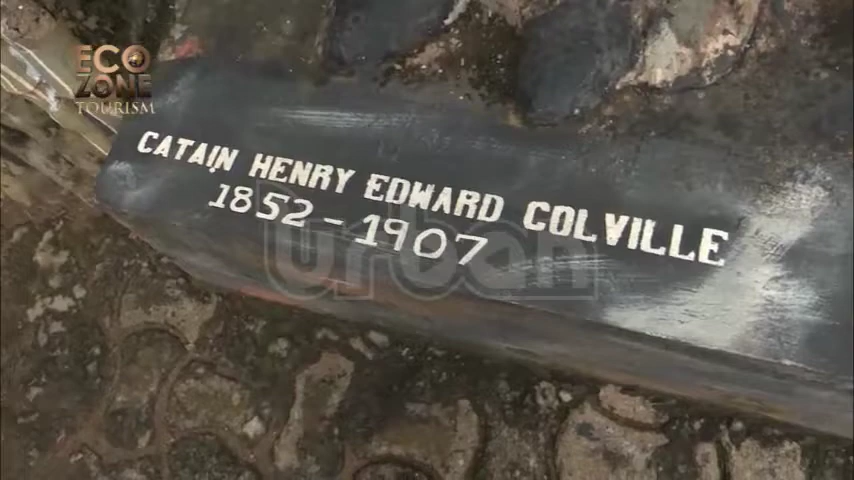 ECO
ZONE
TOURISM
CATAIN HENRY EDWARD COLVILLE
1852-1907
Urban